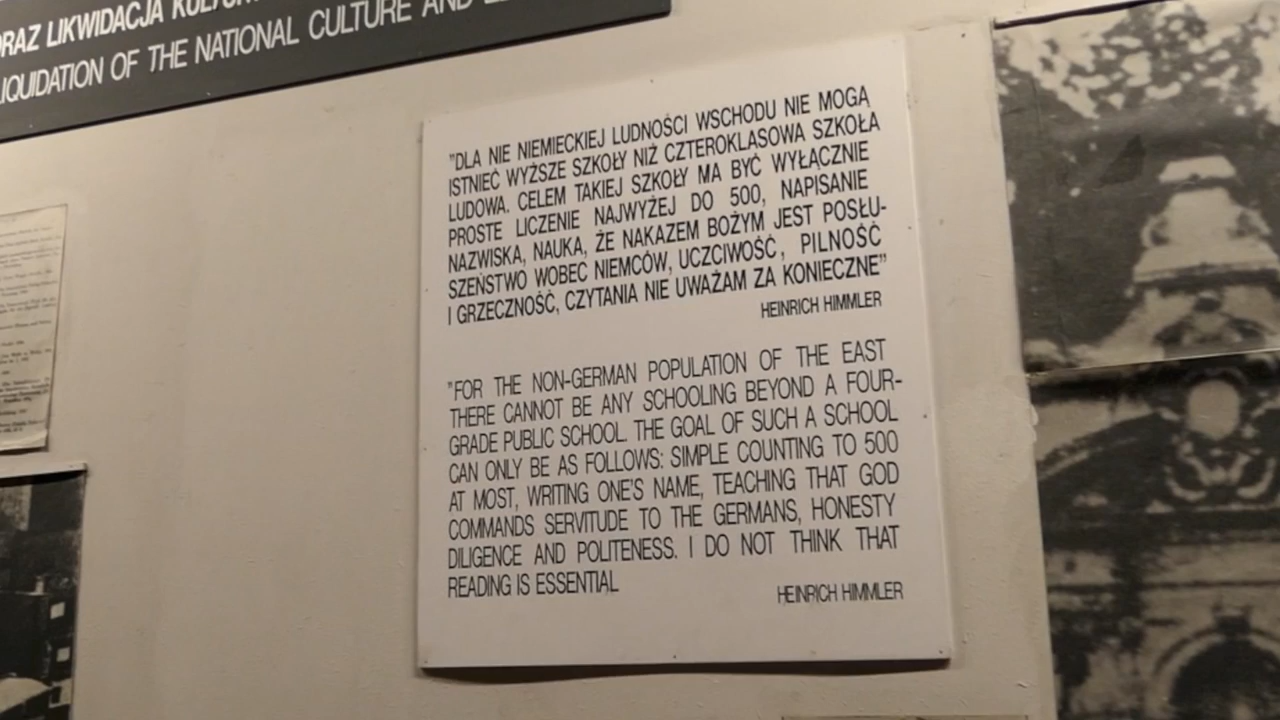 ORAZ LIKWIDACJA
LIQUIDATION OF THE NATIONAL CULTURE AND
"DLA NIE NIEMIECKIEJ LUDNOŚCI WSCHODU NIE MOGĄ
ISTNIEĆ WYŻSZE SZKOŁY NIŻ CZTEROKLASOWA SZKOŁA
LUDOWA. CELEM TAKIEJ SZKOŁY MA BYĆ WYŁĄCZNIE
PROSTE LICZENIE NAJWYŻEJ DO 500, NAPISANIE
NAZWISKA, NAUKA, ŻE NAKAZEM BOŻYM JEST POSŁU-
SZEŃSTWO WOBEC NIEMCÓW, UCZCIWOŚĆ, PILNOŚĆ
I GRZECZNOŚĆ, CZYTANIA NIE UWAŻAM ZA KONIECZNE"
HEINRICH HIMMLER
"FOR THE NON-GERMAN POPULATION OF THE EAST
THERE CANNOT BE ANY SCHOOLING BEYOND A FOUR-
GRADE PUBLIC SCHOOL. THE GOAL OF SUCH A SCHOOL
CAN ONLY BE AS FOLLOWS: SIMPLE COUNTING TO 500
AT MOST, WRITING ONE'S NAME, TEACHING THAT GOD
COMMANDS SERVITUDE TO THE GERMANS, HONESTY
DILIGENCE AND POLITENESS. I DO NOT THINK THAT
READING IS ESSENTIAL
HEINRICH HIMMLER